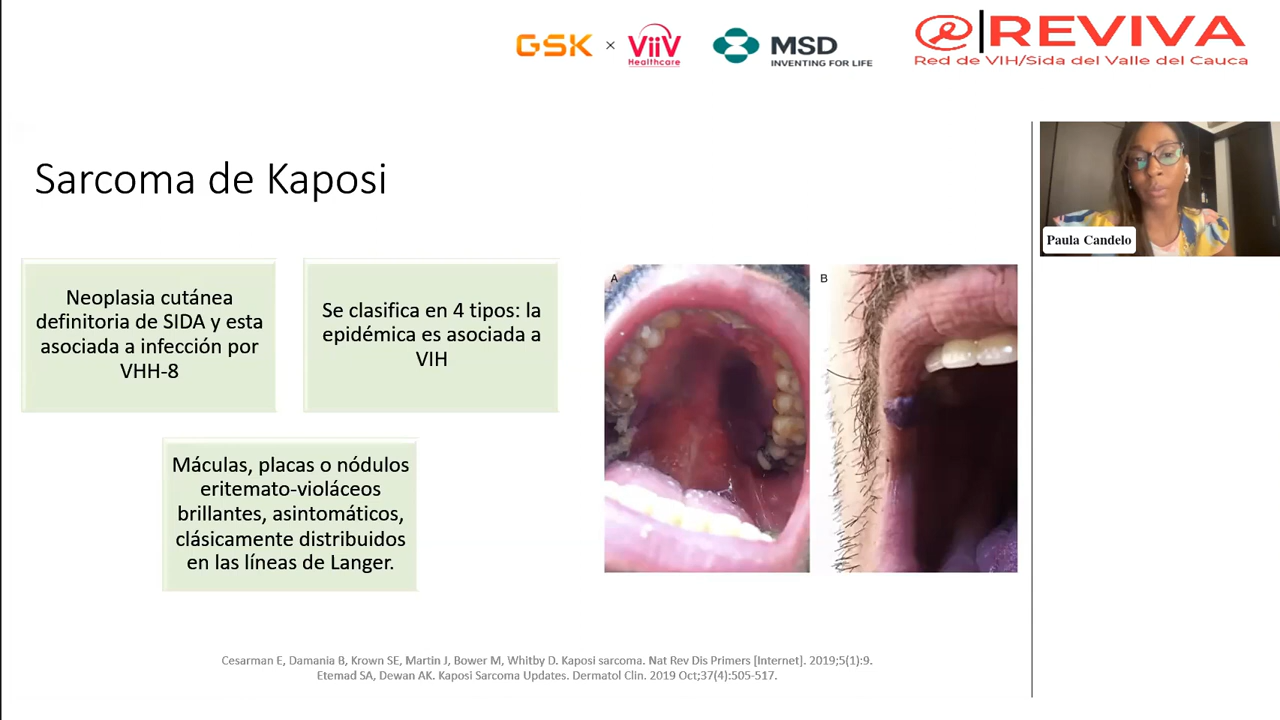 GSK × ViiV
Healthcare
MSD
INVENTING FOR LIFE
REVIVA
Red de VIH/Sida del Valle del Cauca
Sarcoma de Kaposi
Paula Candelo
Neoplasia cutánea
definitoria de SIDA y esta
asociada a infección por
VHH-8
Se clasifica en 4 tipos: la
epidémica es asociada a
VIH
Máculas, placas o nódulos
eritemato-violáceos
brillantes, asintomáticos,
clásicamente distribuidos
en las líneas de Langer.
A
B
Cesarman E, Damania B, Krown SE, Martin J, Bower M, Whitby D. Kaposi sarcoma. Nat Rev Dis Primers [Internet]. 2019;5(1):9.
Etemad SA, Dewan AK. Kaposi Sarcoma Updates. Dermatol Clin. 2019 Oct;37(4):505-517.